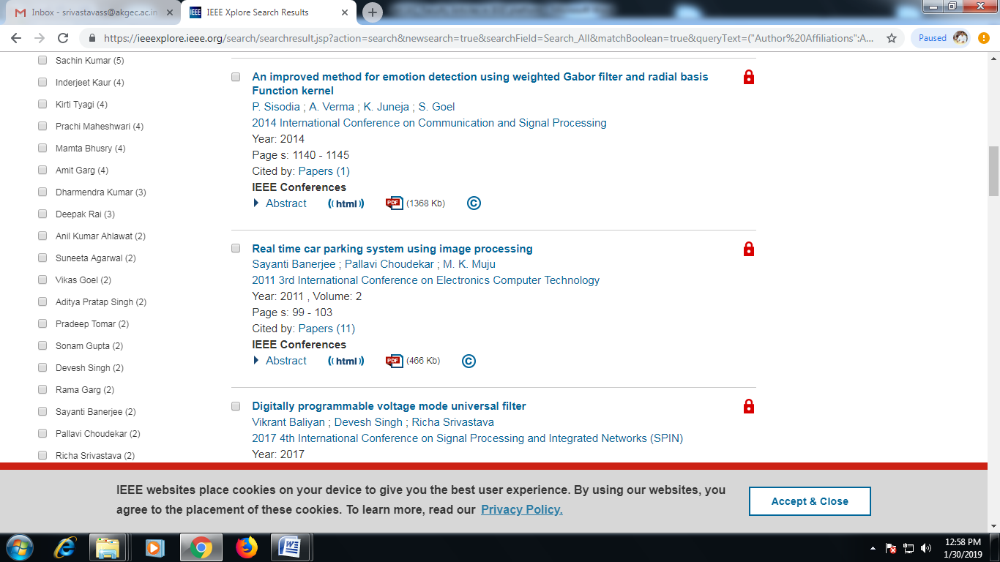 Inbox - srivastavass@akgec.ac.in
IEEE Xplore Search Results
https://ieeexplore.ieee.org/search/searchresult.jsp?action=search&newsearch=true&searchField=Search_All&matchBoolean=true&queryText=("Author%20Affiliations":A...
Paused
Sachin Kumar (5)
Inderjeet Kaur (4)
Kirti Tyagi (4)
Prachi Maheshwari (4)
Mamta Bhusry (4)
Amit Garg (4)
Dharmendra Kumar (3)
Deepak Rai (3)
Anil Kumar Ahlawat (2)
Suneeta Agarwal (2)
Vikas Goel (2)
Aditya Pratap Singh (2)
Pradeep Tomar (2)
Sonam Gupta (2)
Devesh Singh (2)
Rama Garg (2)
Sayanti Banerjee (2)
Pallavi Choudekar (2)
Richa Srivastava (2)
An improved method for emotion detection using weighted Gabor filter and radial basis
Function kernel
P. Sisodia ; A. Verma ; K. Juneja ; S. Goel
2014 International Conference on Communication and Signal Processing
Year: 2014
Page s: 1140 - 1145
Cited by: Papers (1)
IEEE Conferences
Abstract ((html)) PDF (1368 Kb) ©
Real time car parking system using image processing
Sayanti Banerjee ; Pallavi Choudekar ; M. K. Muju
2011 3rd International Conference on Electronics Computer Technology
Year: 2011 , Volume: 2
Page s: 99 - 103
Cited by: Papers (11)
IEEE Conferences
Abstract ((html)) PDF (466 Kb) ©
Digitally programmable voltage mode universal filter
Vikrant Baliyan ; Devesh Singh ; Richa Srivastava
2017 4th International Conference on Signal Processing and Integrated Networks (SPIN)
Year: 2017
IEEE websites place cookies on your device to give you the best user experience. By using our websites, you
agree to the placement of these cookies. To learn more, read our Privacy Policy.
Accept & Close
12:58 PM
1/30/2019